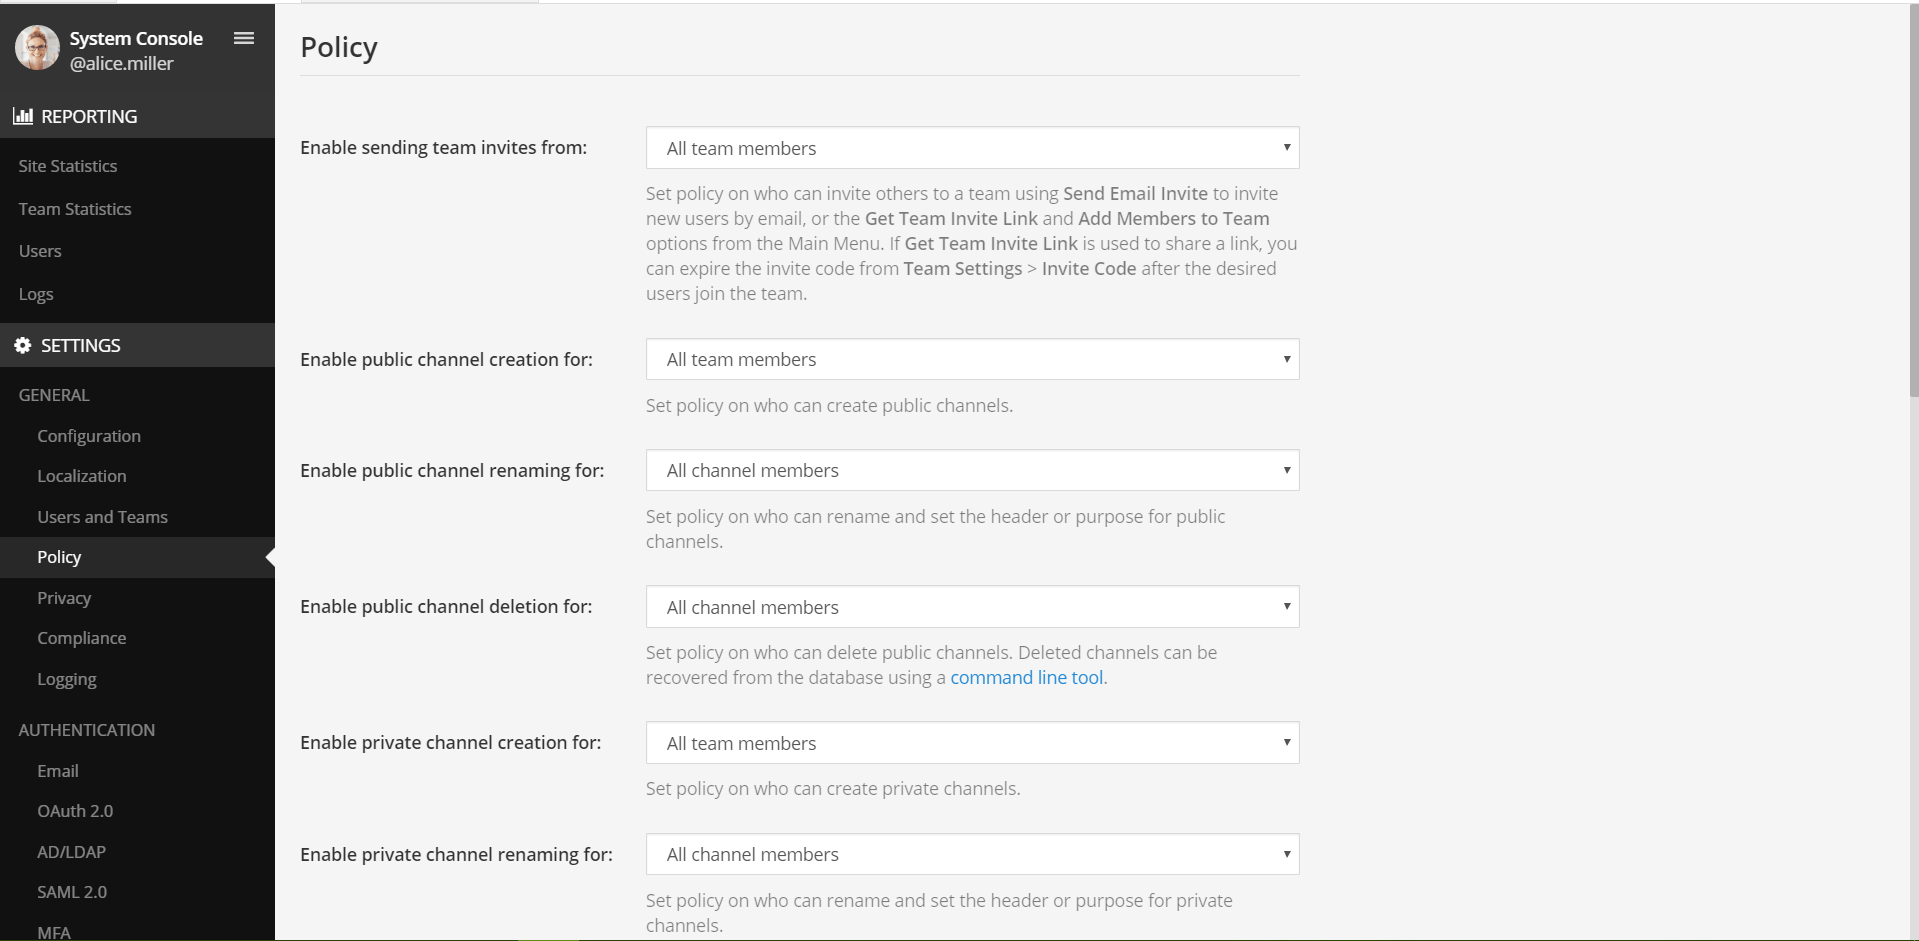 System Console
@alice.miller
REPORTING
Site Statistics
Team Statistics
Users
Logs
SETTINGS
GENERAL
Configuration
Localization
Users and Teams
Policy
Privacy
Compliance
Logging
AUTHENTICATION
Email
OAuth 2.0
AD/LDAP
SAML 2.0
MFA
Policy
Enable sending team invites from:
All team members
Set policy on who can invite others to a team using Send Email Invite to invite
new users by email, or the Get Team Invite Link and Add Members to Team
options from the Main Menu. If Get Team Invite Link is used to share a link, you
can expire the invite code from Team Settings > Invite Code after the desired
users join the team.
Enable public channel creation for:
All team members
Set policy on who can create public channels.
Enable public channel renaming for:
All channel members
Set policy on who can rename and set the header or purpose for public
channels.
Enable public channel deletion for:
All channel members
Set policy on who can delete public channels. Deleted channels can be
recovered from the database using a command line tool.
Enable private channel creation for:
All team members
Set policy on who can create private channels.
Enable private channel renaming for:
All channel members
Set policy on who can rename and set the header or purpose for private
channels.